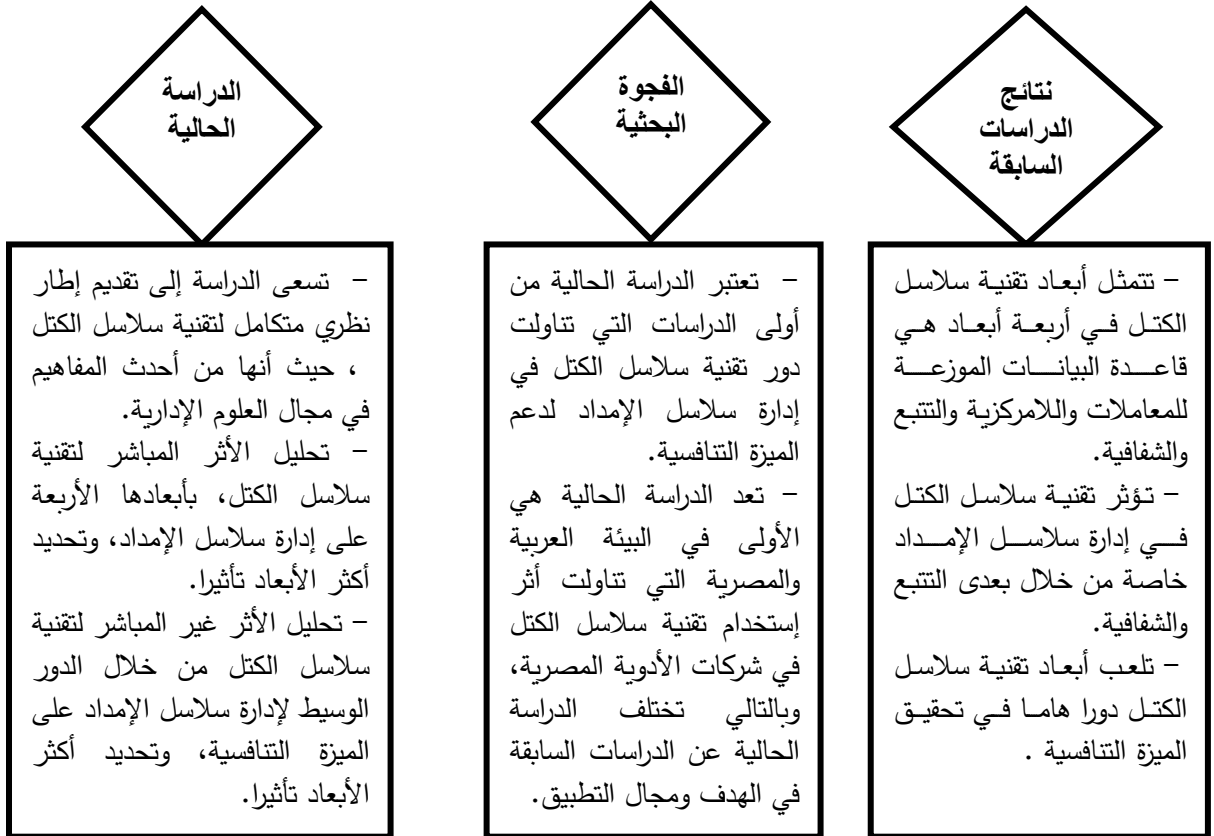 نتائج
الدراسات
السابقة
– تتمثل أبعاد تقنية سلاسل
الكتل في أربعة أبعاد هي
قاعدة البيانات الموزعة
للمعاملات واللامركزية والتتبع
والشفافية.
– تؤثر تقنية سلاسل الكتل
في إدارة سلاسل الإمداد
خاصة من خلال بعدى التتبع
والشفافية.
– تلعب أبعاد تقنية سلاسل
الكتل دورا هاما في تحقيق
الميزة التنافسية .
الفجوة
البحثية
– تعتبر الدراسة الحالية من
أولى الدراسات التي تناولت
دور تقنية سلاسل الكتل في
إدارة سلاسل الإمداد لدعم
الميزة التنافسية.
– تعد الدراسة الحالية هي
الأولى في البيئة العربية
والمصرية التي تناولت أثر
إستخدام تقنية سلاسل الكتل
في شركات الأدوية المصرية،
وبالتالي تختلف الدراسة
الحالية عن الدراسات السابقة
في الهدف ومجال التطبيق.
الدراسة
الحالية
– تسعى الدراسة إلى تقديم إطار
نظري متكامل لتقنية سلاسل الكتل
، حيث أنها من أحدث المفاهيم
في مجال العلوم الإدارية.
– تحليل الأثر المباشر لتقنية
سلاسل الكتل، بأبعادها الأربعة
على إدارة سلاسل الإمداد، وتحديد
أكثر الأبعاد تأثيرا.
– تحليل الأثر غير المباشر لتقنية
سلاسل الكتل من خلال الدور
الوسيط لإدارة سلاسل الإمداد على
الميزة التنافسية، وتحديد أكثر
الأبعاد تأثيرا.